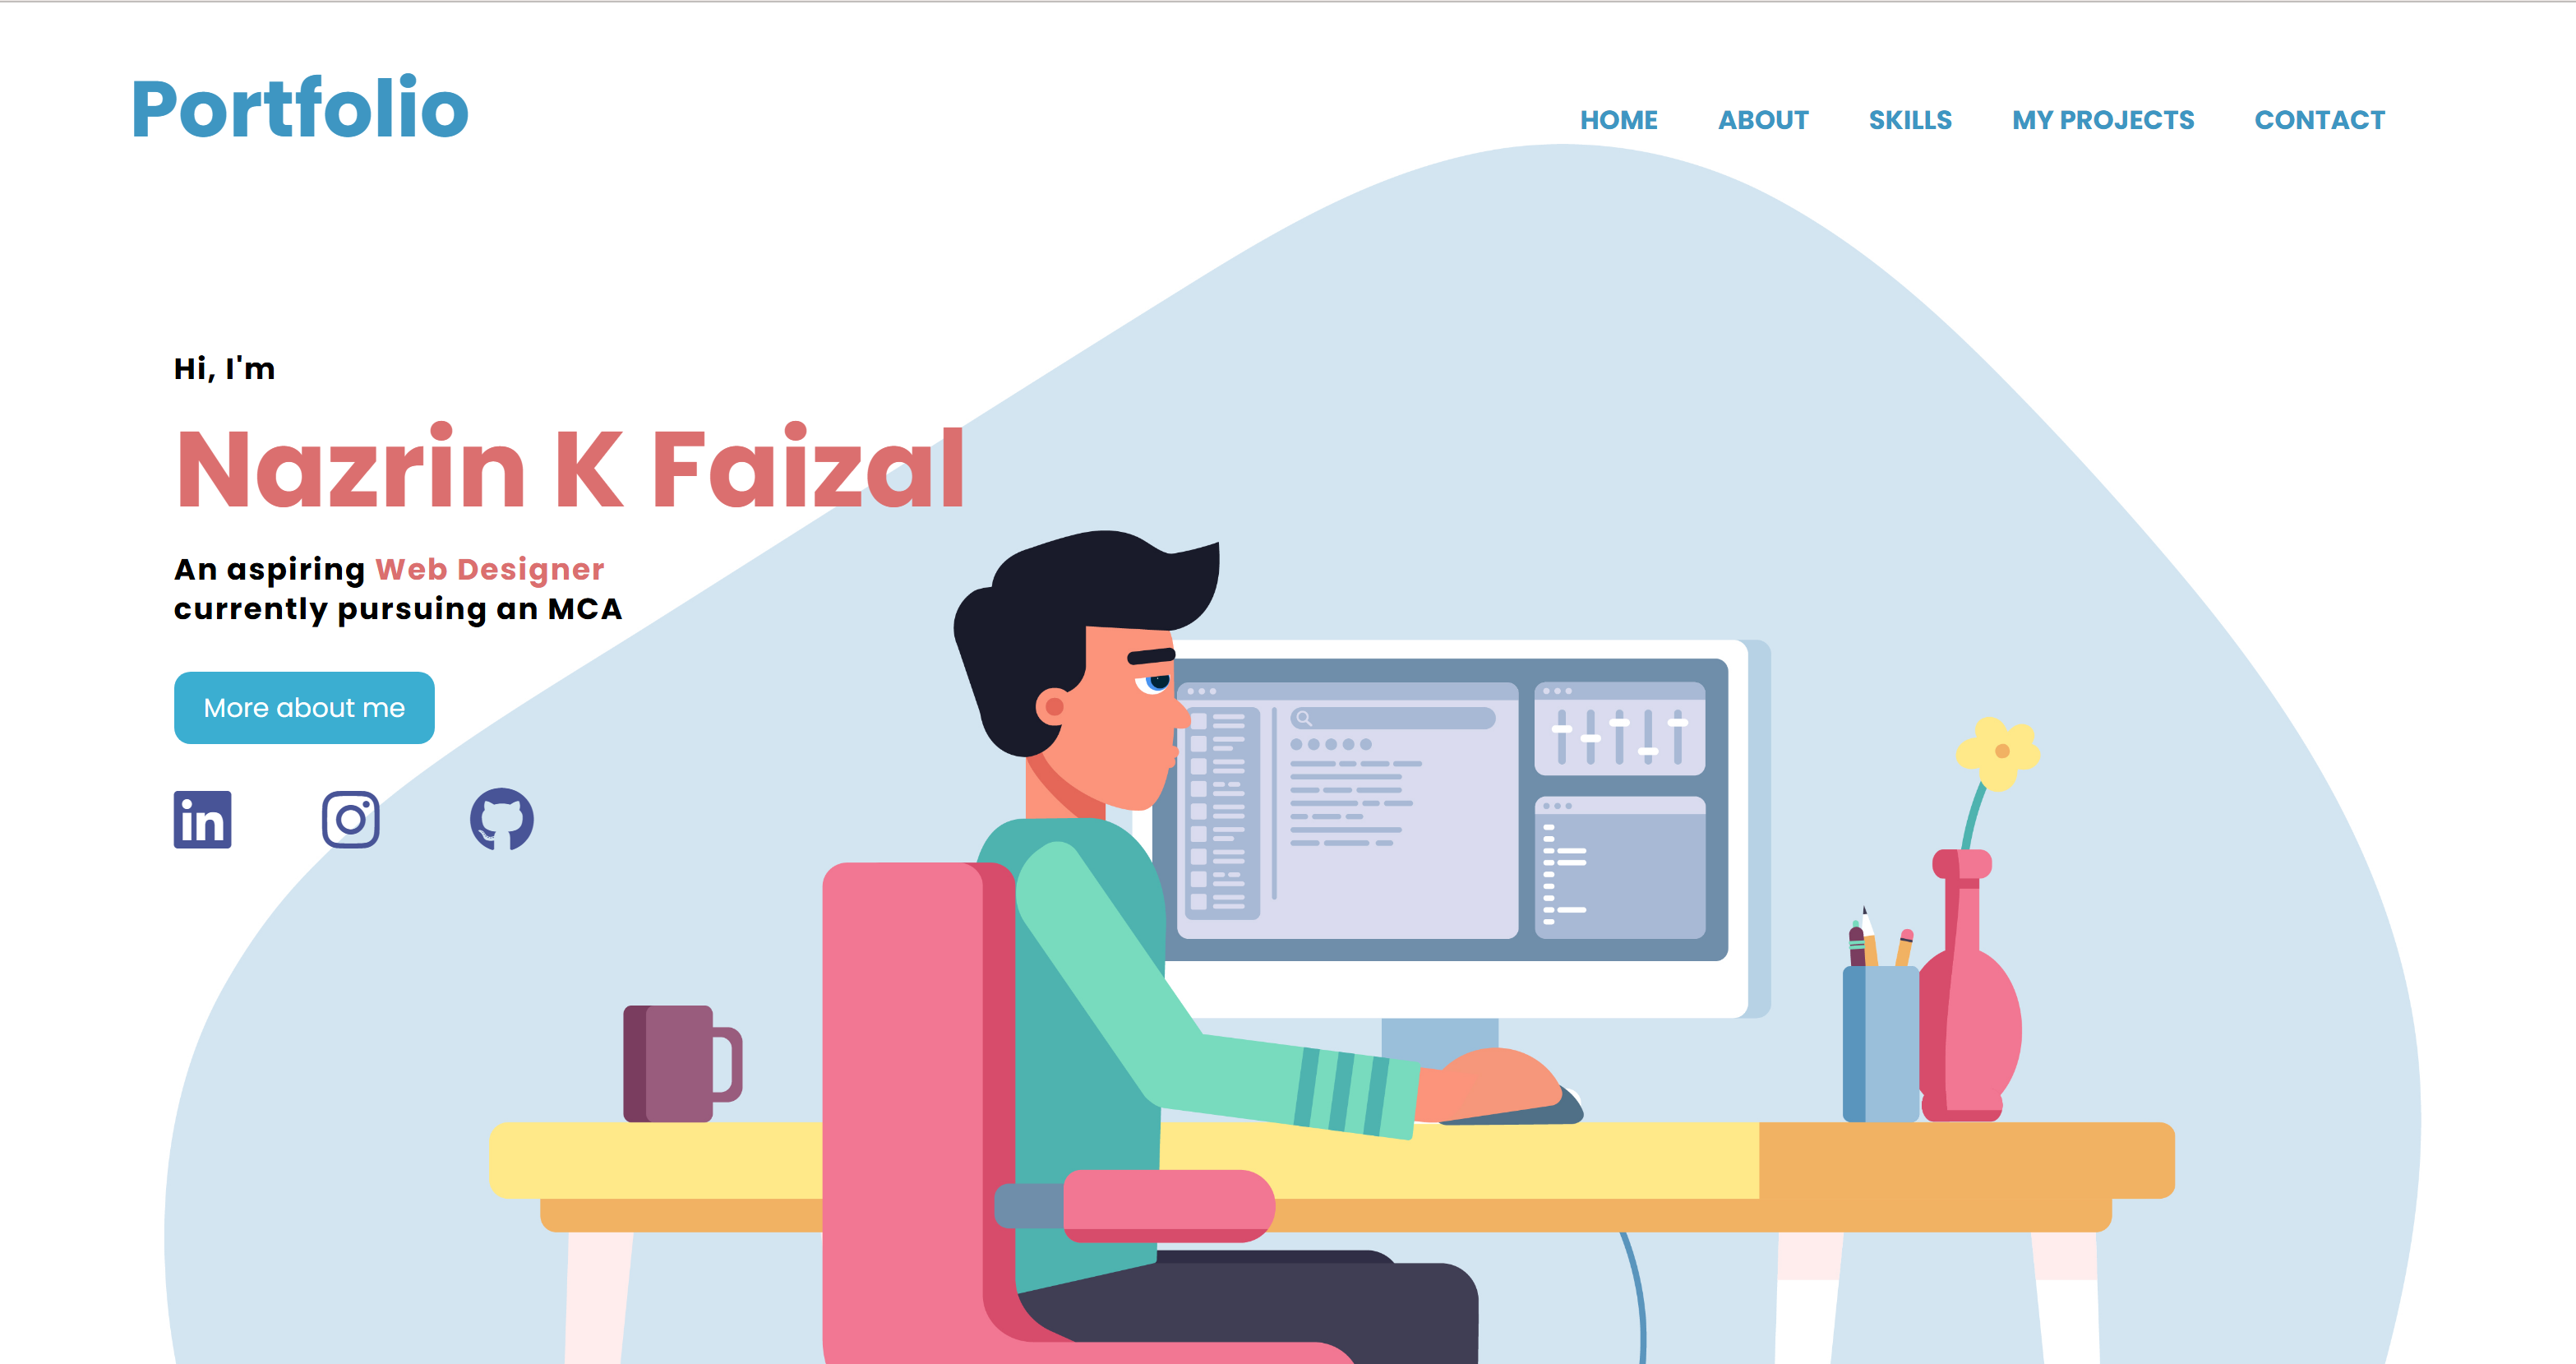 Portfolio
HOME ABOUT SKILLS MY PROJECTS CONTACT
Hi, I'm
Nazrin K Faizal
An aspiring Web Designer
currently pursuing an MCA
More about me
in